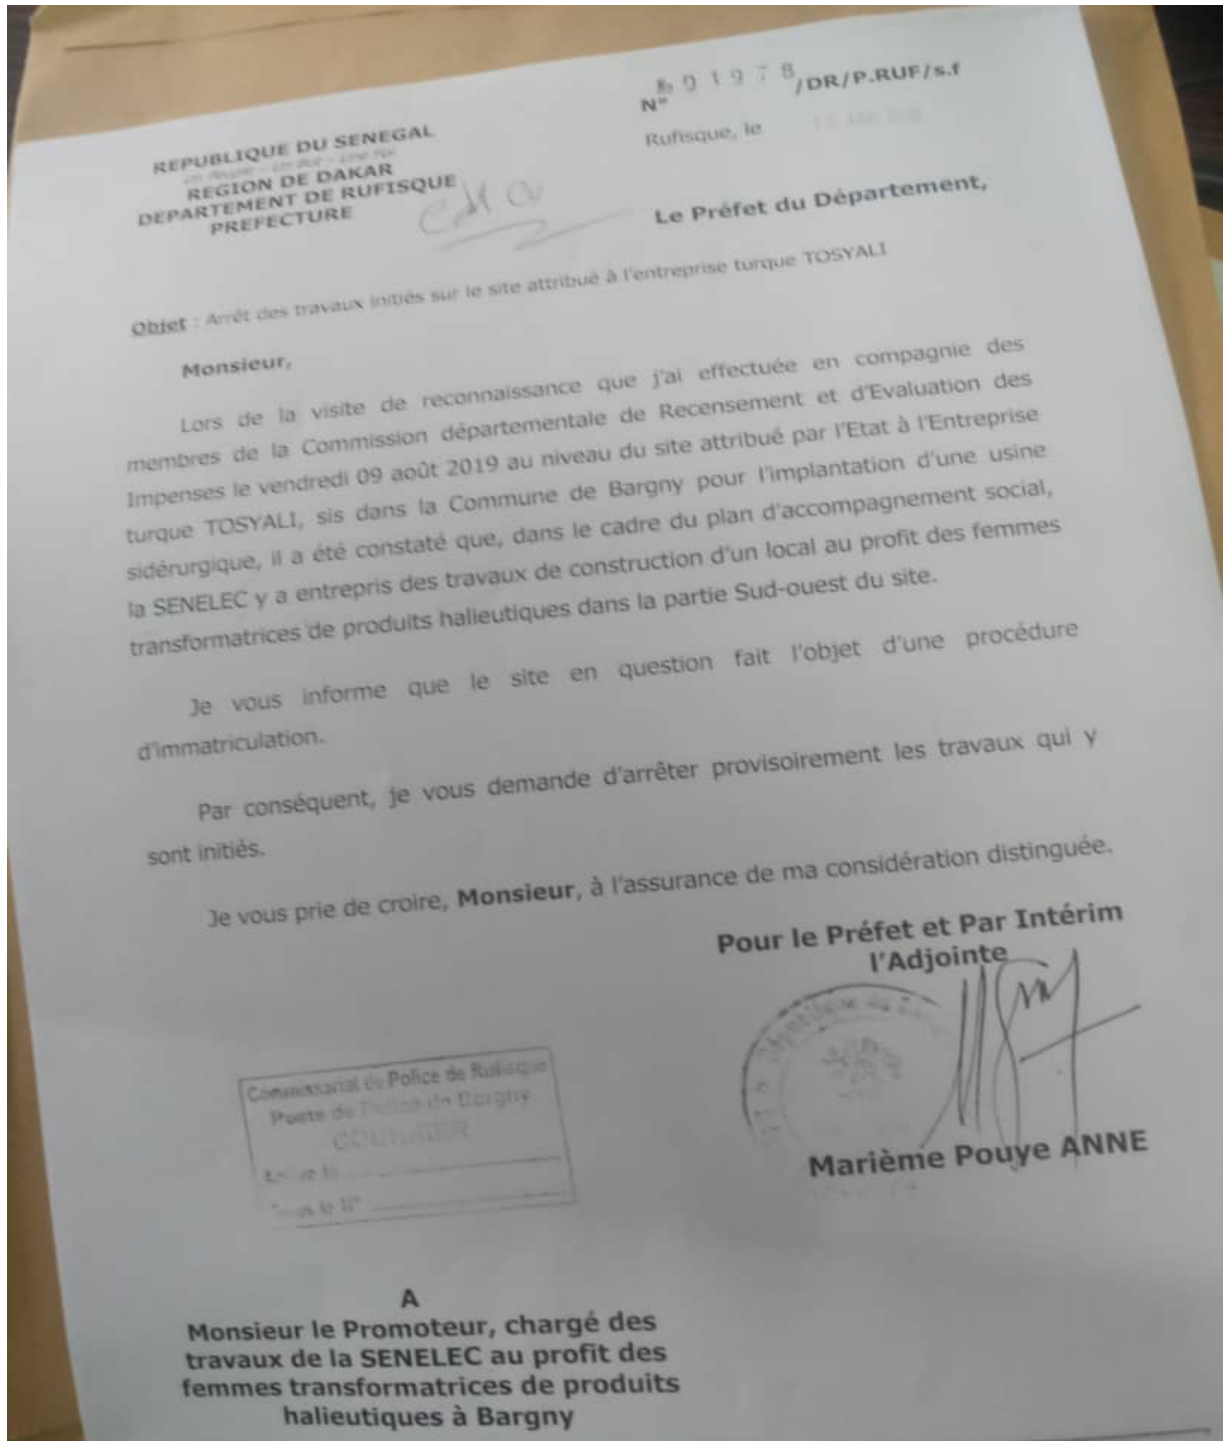 № 01978
N° /DR/P.RUF/s.f
Rufisque, le
REPUBLIQUE DU SENEGAL
Un Peuple – Un But – Une Foi
REGION DE DAKAR
DEPARTEMENT DE RUFISQUE
PREFECTURE
Le Préfet du Département,
Objet : Arrêt des travaux initiés sur le site attribué à l'entreprise turque TOSYALI
Monsieur,
Lors de la visite de reconnaissance que j'ai effectuée en compagnie des
membres de la Commission départementale de Recensement et d'Evaluation des
Impenses le vendredi 09 août 2019 au niveau du site attribué par l'Etat à l'Entreprise
turque TOSYALI, sis dans la Commune de Bargny pour l'implantation d'une usine
sidérurgique, il a été constaté que, dans le cadre du plan d'accompagnement social,
la SENELEC y a entrepris des travaux de construction d'un local au profit des femmes
transformatrices de produits halieutiques dans la partie Sud-ouest du site.
Je vous informe que le site en question fait l'objet d'une procédure
d'immatriculation.
Par conséquent, je vous demande d'arrêter provisoirement les travaux qui y
sont initiés.
Je vous prie de croire, Monsieur, à l'assurance de ma considération distinguée.
Pour le Préfet et Par Intérim
l'Adjointe
République du
Marième Pouye ANNE
Commissariat de Police de Rufisque
Poste de Police de Bargny
COURRIER
A
Monsieur le Promoteur, chargé des
travaux de la SENELEC au profit des
femmes transformatrices de produits
halieutiques à Bargny